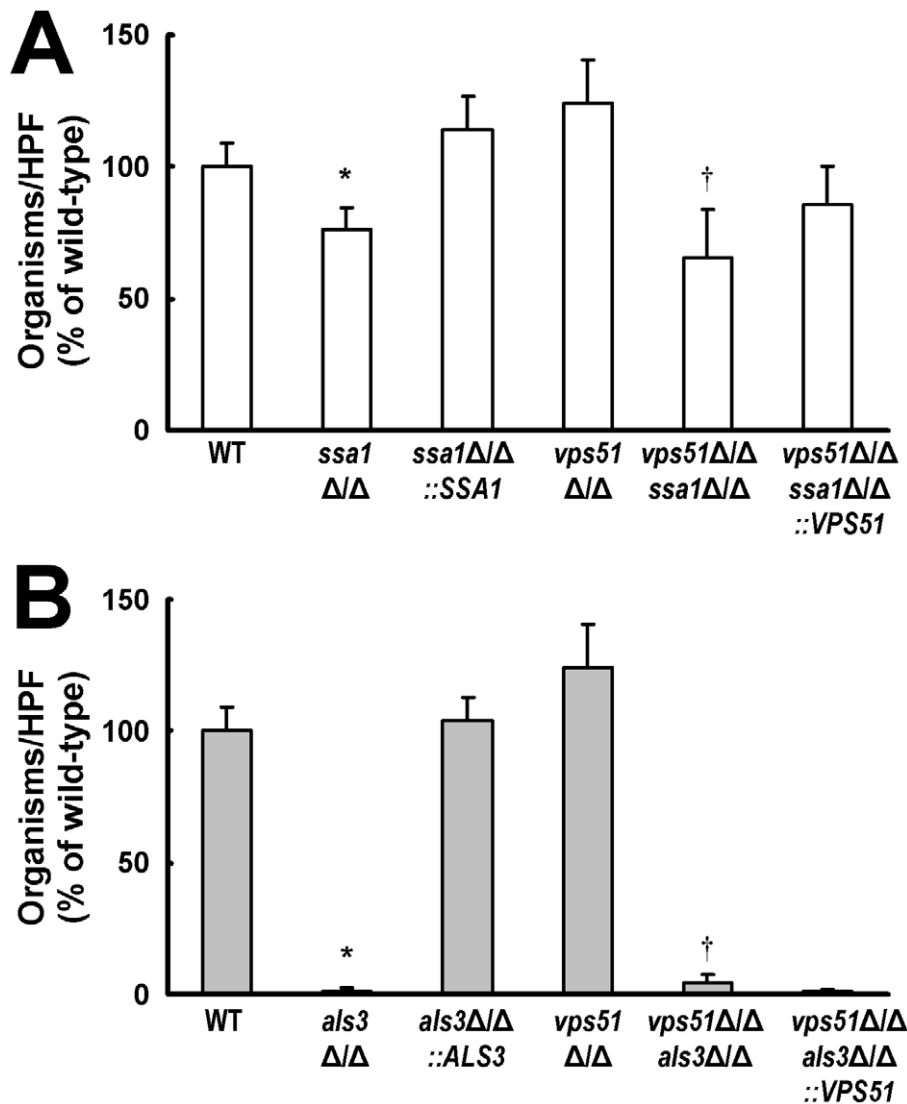 A
Organisms/HPF
(% of wild-type)
150
100
50
0
*
†
WT
ssa1
Δ/Δ
ssa1Δ/Δ
::SSA1
vps51
Δ/Δ
vps51Δ/Δ
ssa1Δ/Δ
vps51Δ/Δ
ssa1Δ/Δ
::VPS51
B
Organisms/HPF
(% of wild-type)
150
100
50
0
*
†
WT
als3
Δ/Δ
als3Δ/Δ
::ALS3
vps51
Δ/Δ
vps51Δ/Δ
als3Δ/Δ
vps51Δ/Δ
als3Δ/Δ
::VPS51